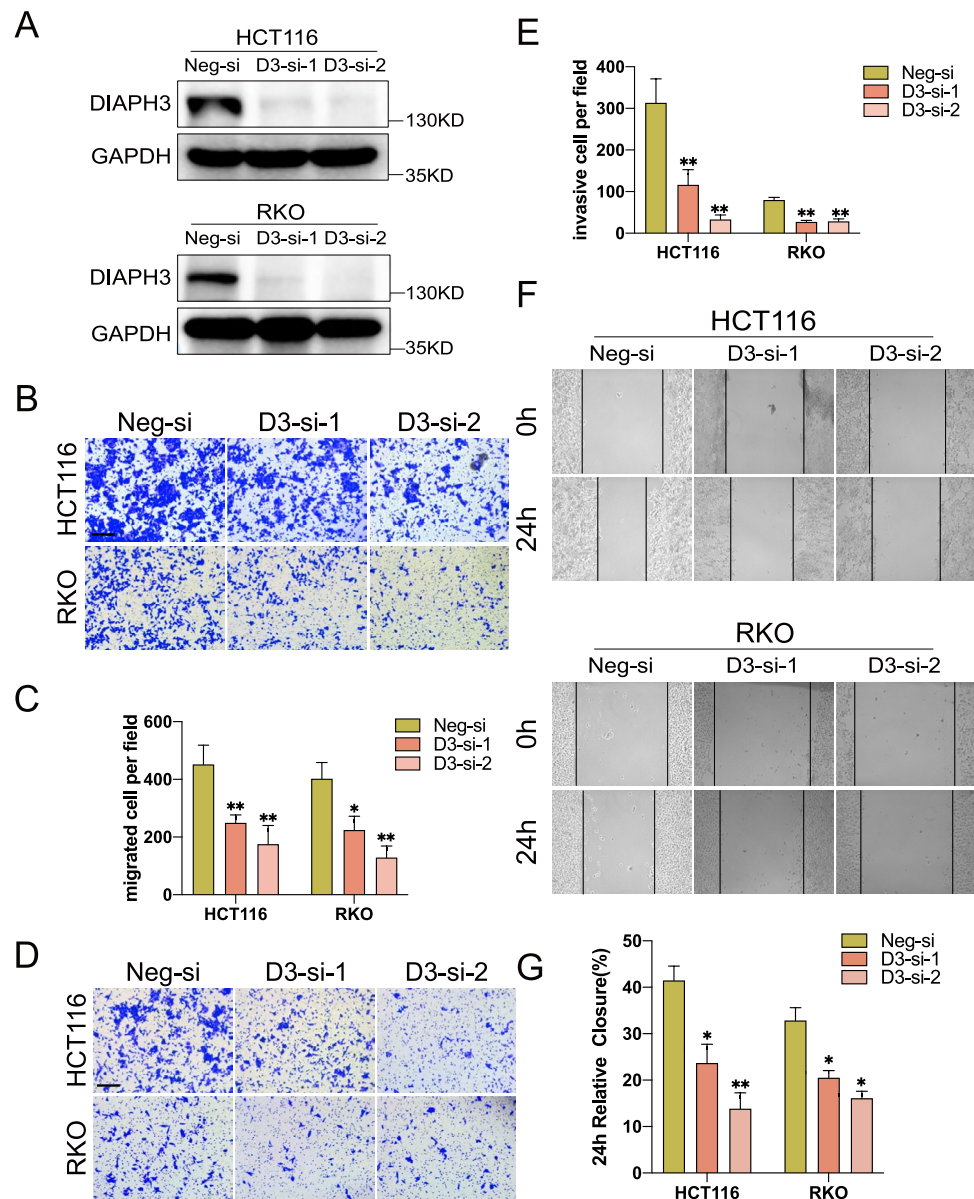 A
HCT116
Neg-si D3-si-1 D3-si-2
DIAPH3
130KD
GAPDH
35KD
RKO
Neg-si D3-si-1 D3-si-2
DIAPH3
130KD
GAPDH
35KD
B
Neg-si D3-si-1 D3-si-2
HCT116
RKO
C
migrated cell per field
600
400
200
0
Neg-si
D3-si-1
D3-si-2
** ** * **
HCT116 RKO
D
Neg-si D3-si-1 D3-si-2
HCT116
RKO
E
invasive cell per field
400
300
200
100
0
Neg-si
D3-si-1
D3-si-2
** ** ** **
HCT116 RKO
F
HCT116
Neg-si D3-si-1 D3-si-2
0h
24h
RKO
Neg-si D3-si-1 D3-si-2
0h
24h
G
24h Relative Closure(%)
50
40
30
20
10
0
Neg-si
D3-si-1
D3-si-2
* ** * *
HCT116 RKO